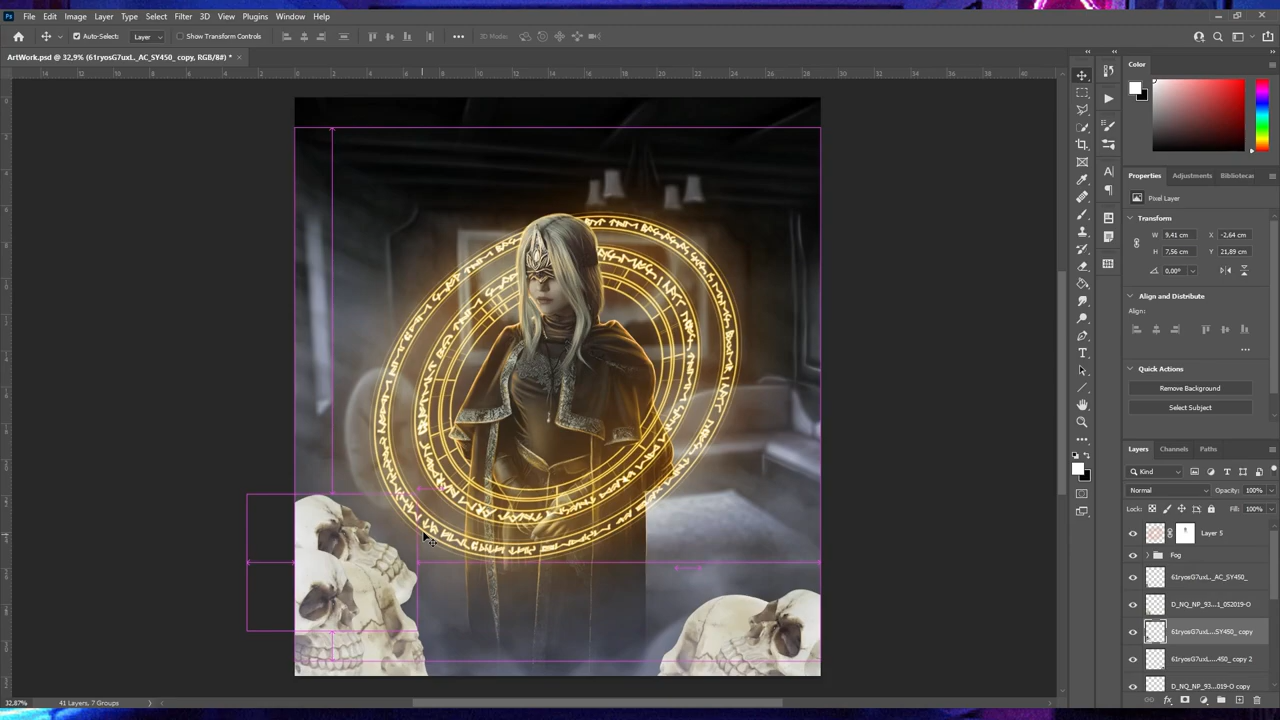 Ps File Edit Image Layer Type Select Filter 3D View Plugins Window Help
Auto-Select: Layer Show Transform Controls 3D Mode:
ArtWork.psd @ 32,9% (61ryosG7uxL._AC_SY450_ copy, RGB/8#) *
Color
Properties Adjustments Bibliotecas
Pixel Layer
Transform
W 9,41 cm X -2,64 cm
H 7,56 cm Y 21,89 cm
0,00°
Align and Distribute
Align:
Quick Actions
Remove Background
Select Subject
Layers Channels Paths
Kind
Normal Opacity: 100%
Lock: Fill: 100%
Layer 5
Fog
61ryosG7uxL._AC_SY450_
D_NQ_NP_93...1_052019-O
61ryosG7uxL...SY450_ copy
61ryosG7uxL....450_ copy 2
D_NQ_NP_93...019-O copy
32,87% 41 Layers, 7 Groups